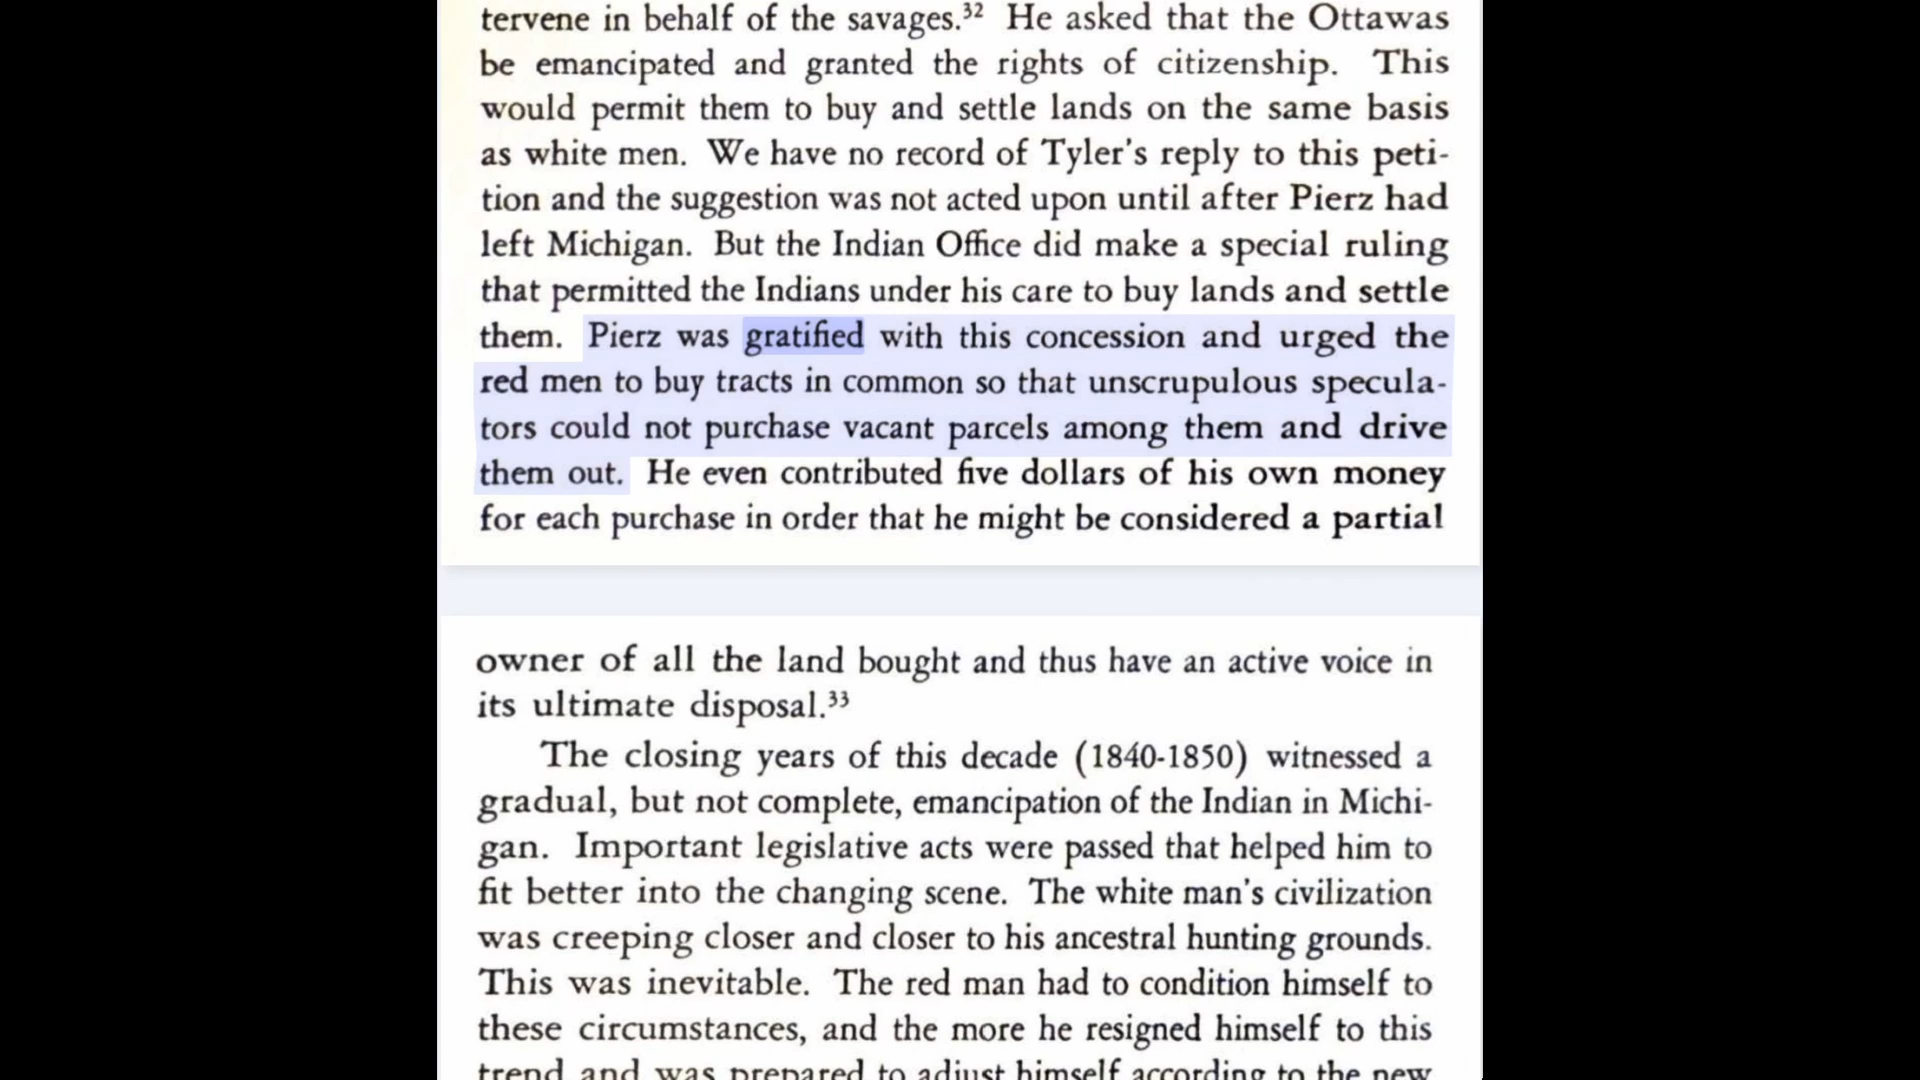 tervene in behalf of the savages.³² He asked that the Ottawas
be emancipated and granted the rights of citizenship. This
would permit them to buy and settle lands on the same basis
as white men. We have no record of Tyler's reply to this peti-
tion and the suggestion was not acted upon until after Pierz had
left Michigan. But the Indian Office did make a special ruling
that permitted the Indians under his care to buy lands and settle
them. Pierz was gratified with this concession and urged the
red men to buy tracts in common so that unscrupulous specula-
tors could not purchase vacant parcels among them and drive
them out. He even contributed five dollars of his own money
for each purchase in order that he might be considered a partial
owner of all the land bought and thus have an active voice in
its ultimate disposal.³³
The closing years of this decade (1840-1850) witnessed a
gradual, but not complete, emancipation of the Indian in Michi-
gan. Important legislative acts were passed that helped him to
fit better into the changing scene. The white man's civilization
was creeping closer and closer to his ancestral hunting grounds.
This was inevitable. The red man had to condition himself to
these circumstances, and the more he resigned himself to this
trend and was prepared to adjust himself according to the new